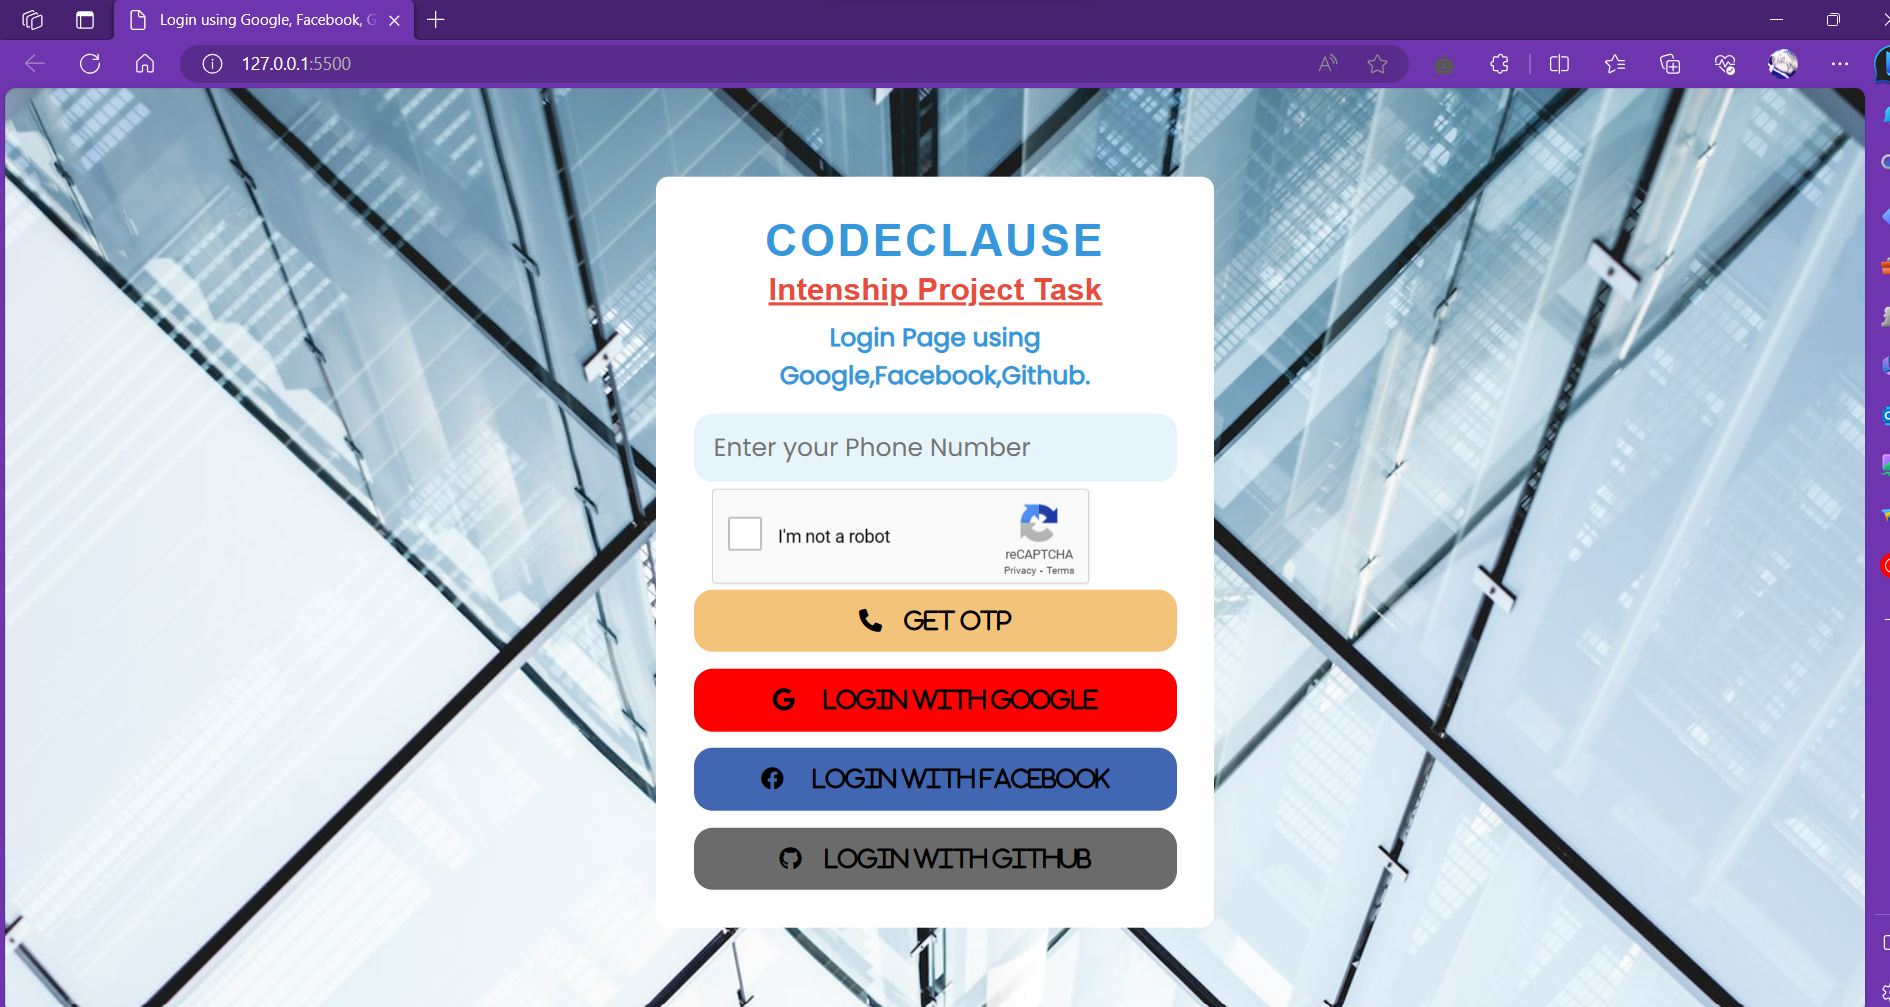 Login using Google, Facebook, G
127.0.0.1:5500
CODECLAUSE
Intenship Project Task
Login Page using
Google,Facebook,Github.
Enter your Phone Number
I'm not a robot
reCAPTCHA
Privacy - Terms
GET OTP
LOGIN WITH GOOGLE
LOGIN WITH FACEBOOK
LOGIN WITH GITHUB